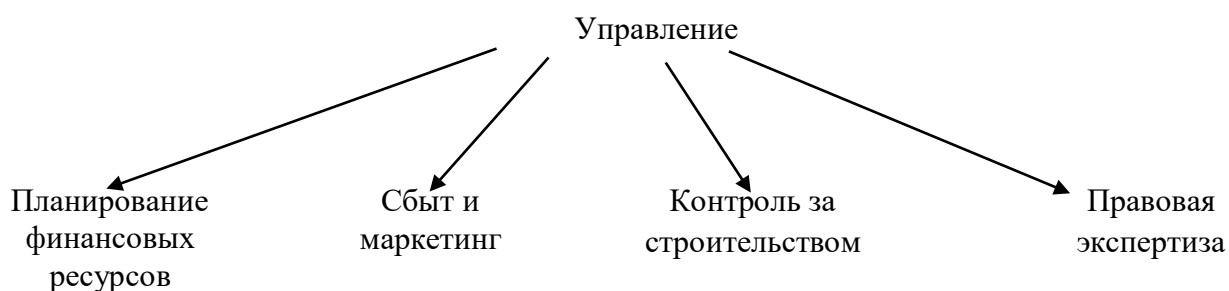 Управление
Планирование
финансовых
ресурсов
Сбыт и
маркетинг
Контроль за
строительством
Правовая
экспертиза